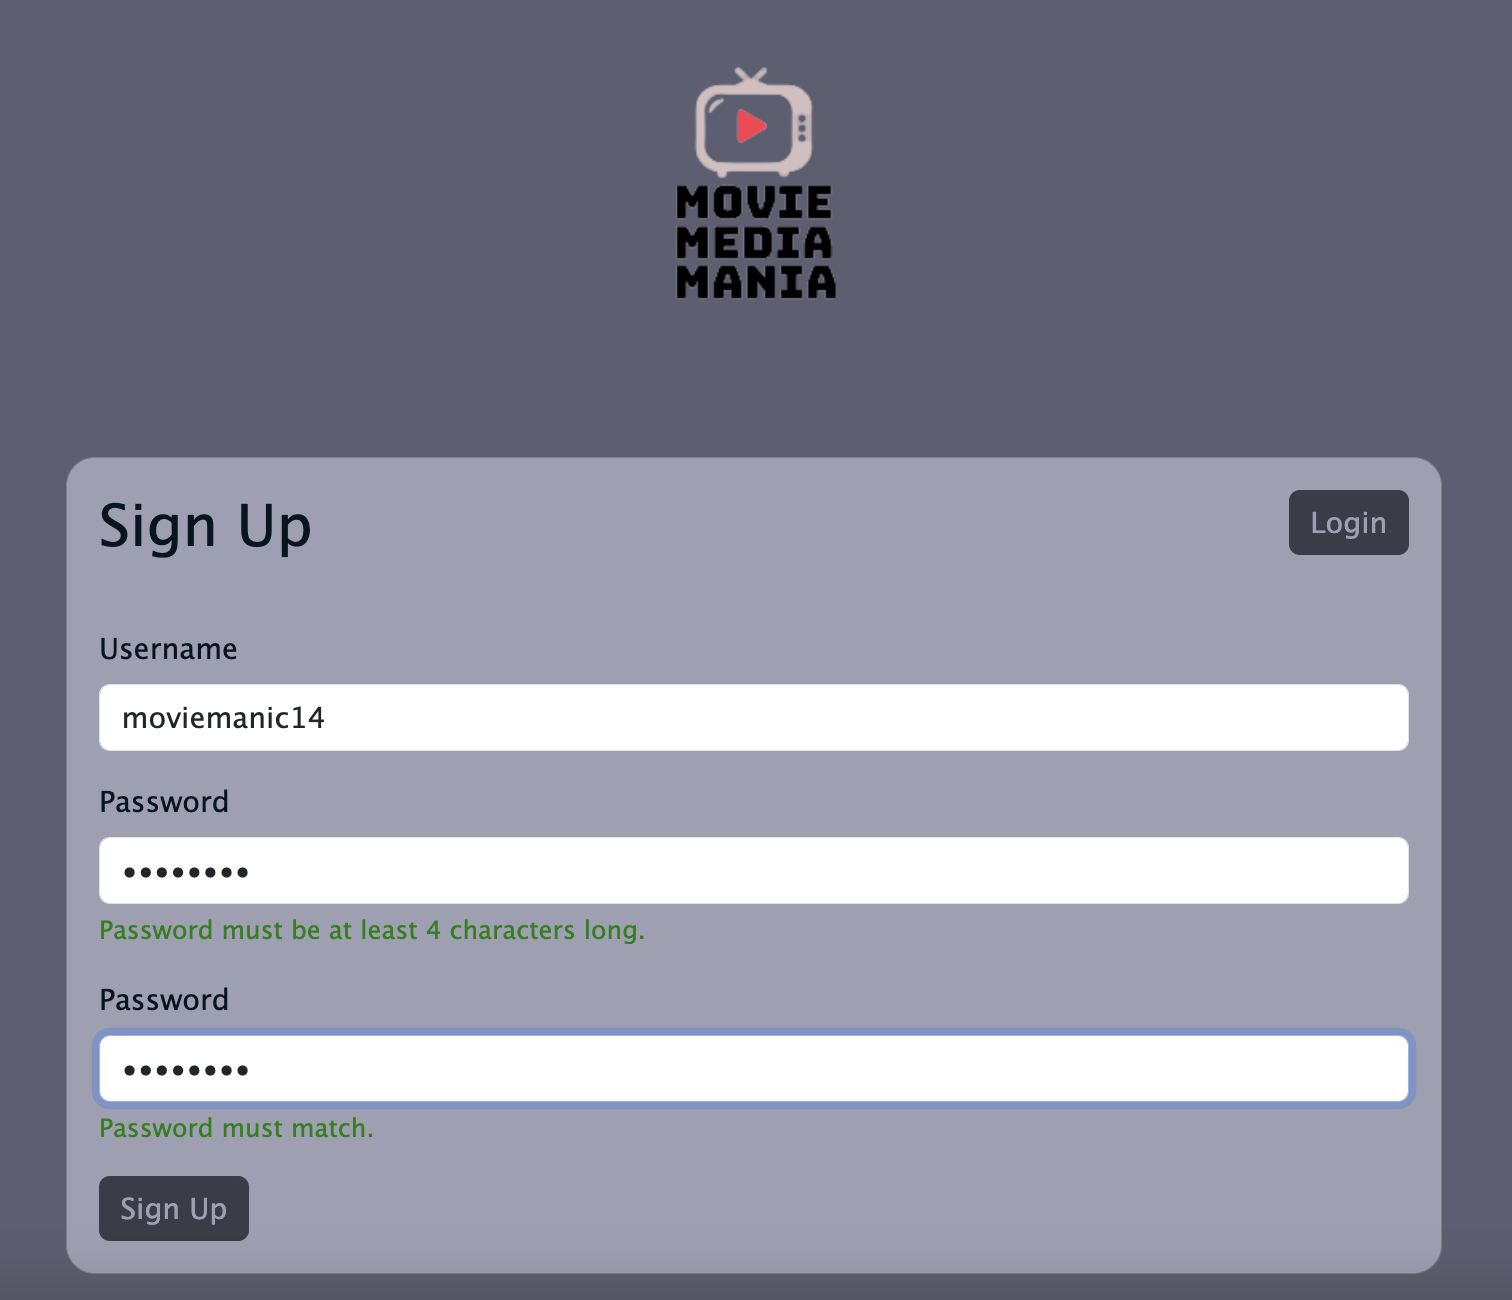 MOVIE
MEDIA
MANIA
Sign Up
Login
Username
moviemanic14
Password
••••••••
Password must be at least 4 characters long.
Password
••••••••
Password must match.
Sign Up